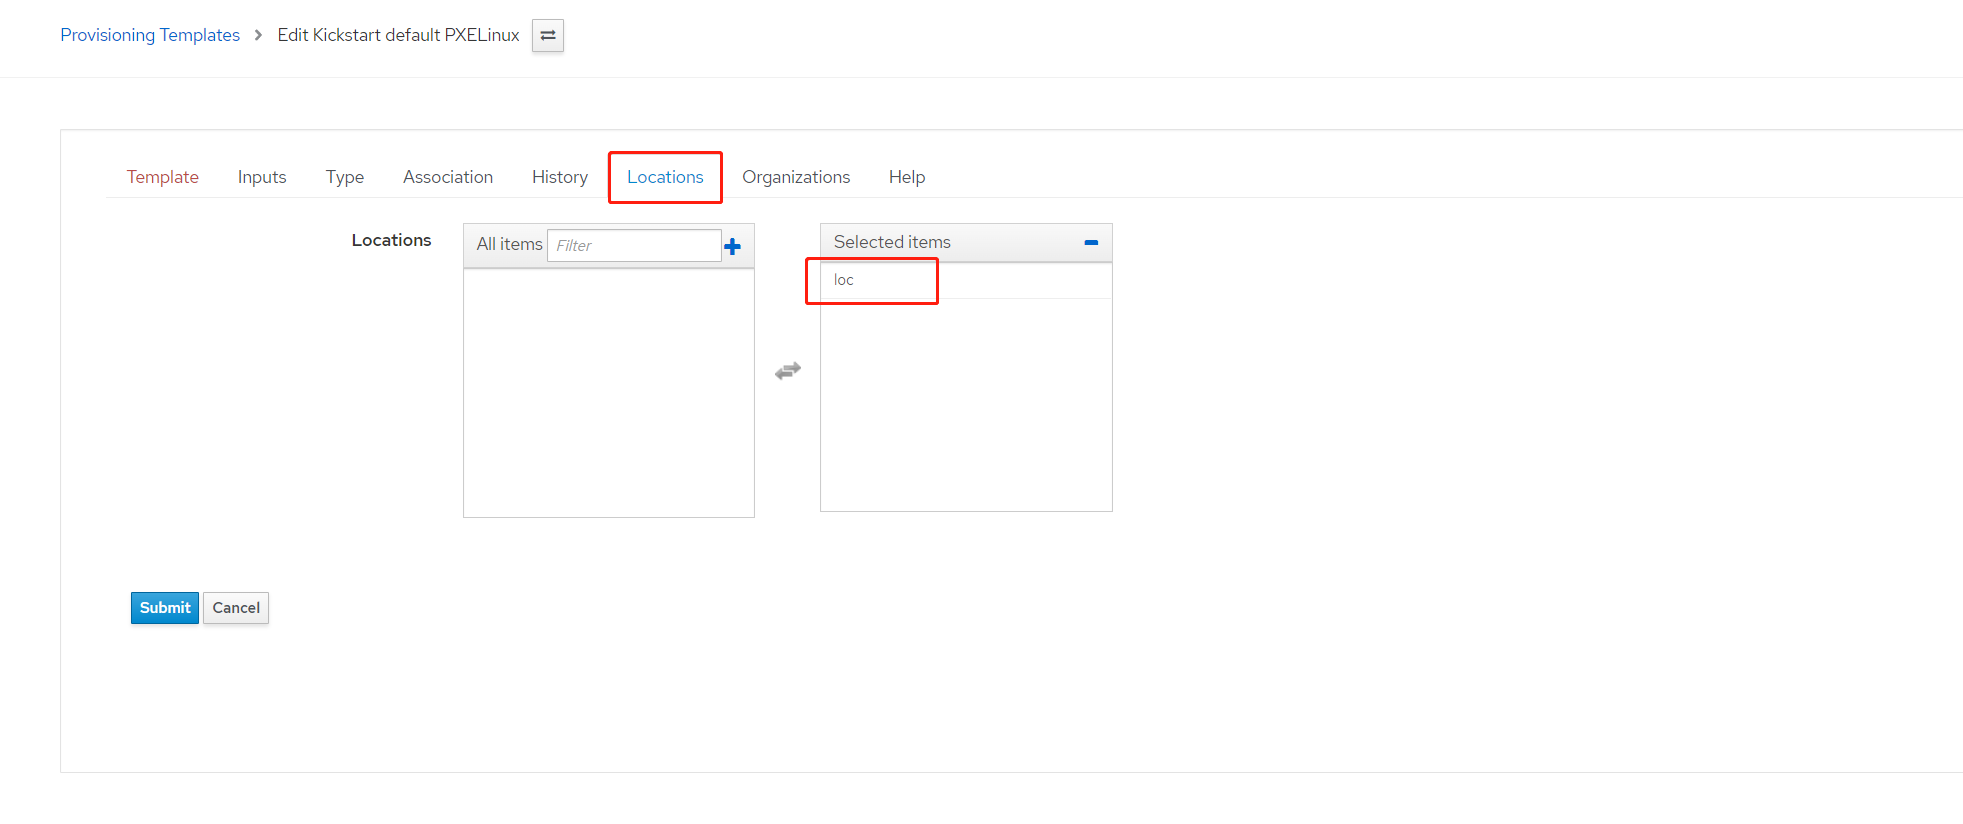 Provisioning Templates > Edit Kickstart default PXELinux
Template Inputs Type Association History Locations Organizations Help
Locations All items Filter Selected items
loc
Submit Cancel